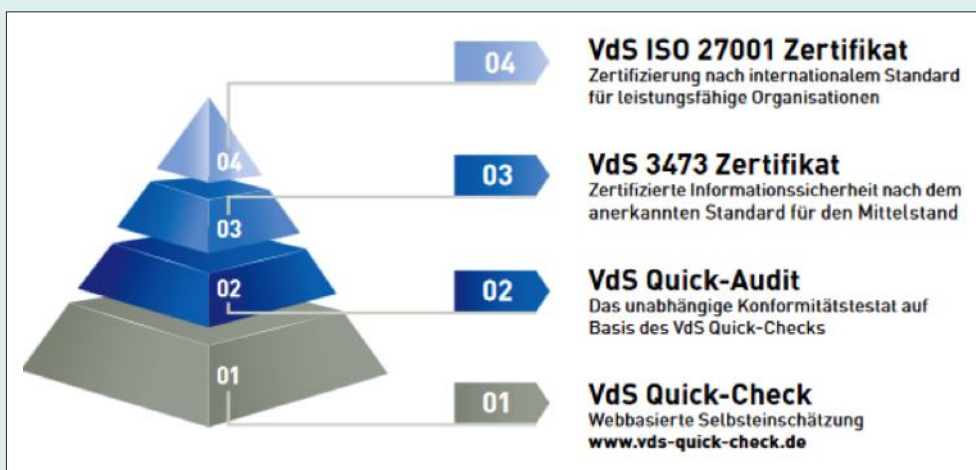 04
VdS ISO 27001 Zertifikat
Zertifizierung nach internationalem Standard
für leistungsfähige Organisationen
04
03
VdS 3473 Zertifikat
Zertifizierte Informationssicherheit nach dem
anerkannten Standard für den Mittelstand
03
02
VdS Quick-Audit
Das unabhängige Konformitätstestat auf
Basis des VdS Quick-Checks
02
01
VdS Quick-Check
Webbasierte Selbsteinschätzung
www.vds-quick-check.de
01